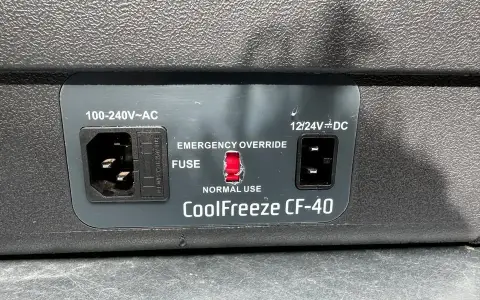 100-240V~AC
12/24V⎓DC
EMERGENCY OVERRIDE
FUSE
NORMAL USE
CoolFreeze CF-40